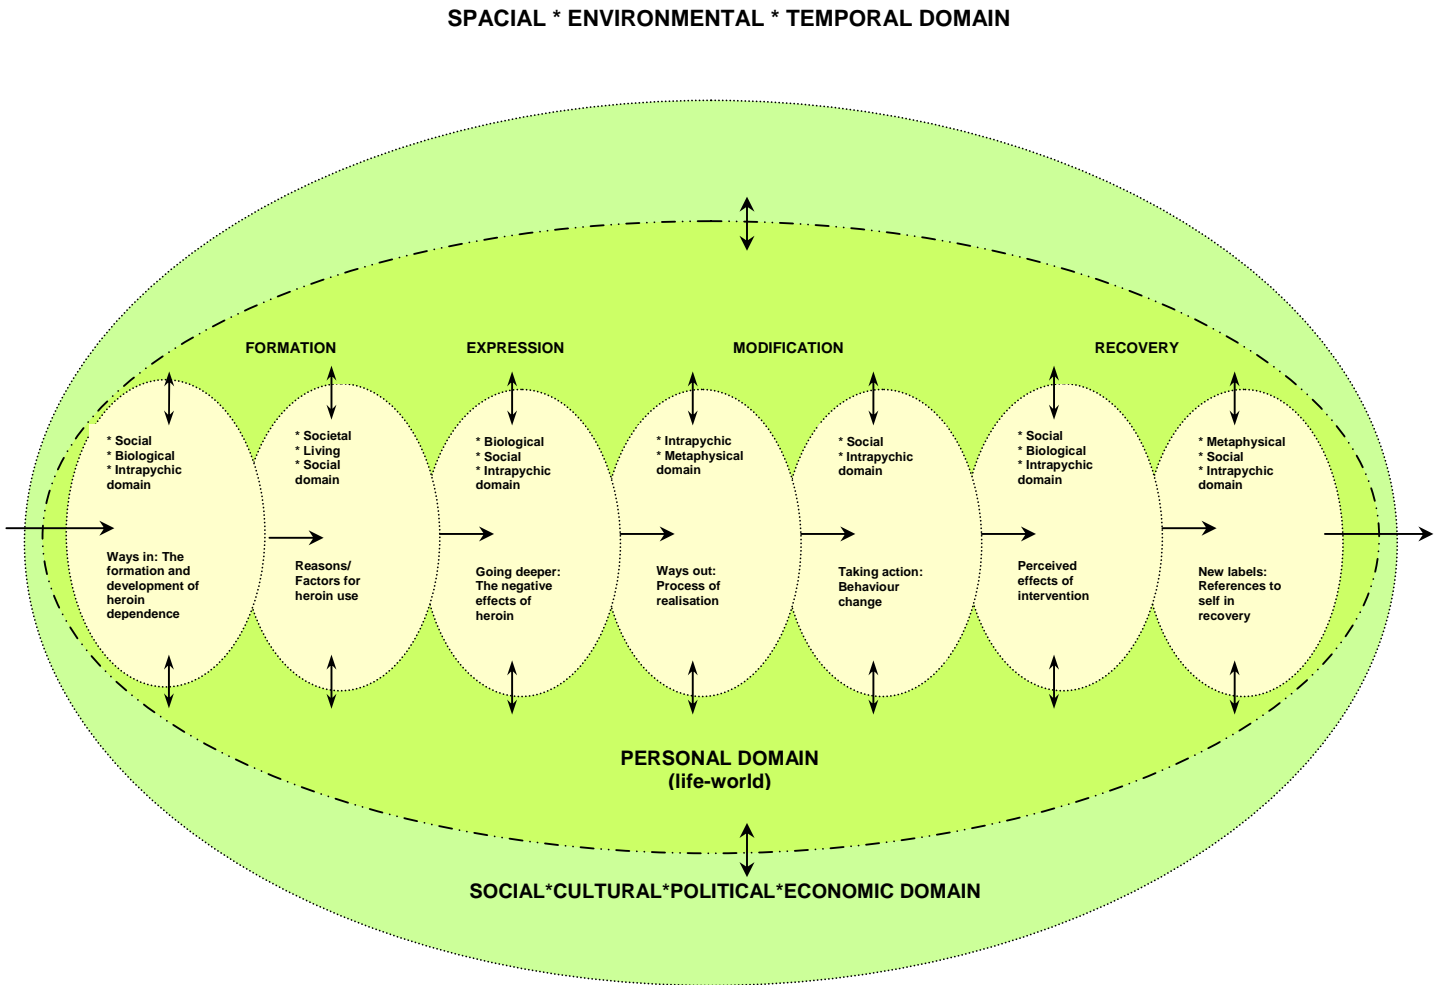 SPACIAL * ENVIRONMENTAL * TEMPORAL DOMAIN
FORMATION
EXPRESSION
MODIFICATION
RECOVERY
* Social
* Biological
* Intrapychic
domain
Ways in: The
formation and
development of
heroin
dependence
* Societal
* Living
* Social
domain
Reasons/
Factors for
heroin use
* Biological
* Social
* Intrapychic
domain
Going deeper:
The negative
effects of
heroin
* Intrapychic
* Metaphysical
domain
Ways out:
Process of
realisation
* Social
* Intrapychic
domain
Taking action:
Behaviour
change
* Social
* Biological
* Intrapychic
domain
Perceived
effects of
intervention
* Metaphysical
* Social
* Intrapychic
domain
New labels:
References to
self in
recovery
PERSONAL DOMAIN
(life-world)
SOCIAL*CULTURAL*POLITICAL*ECONOMIC DOMAIN